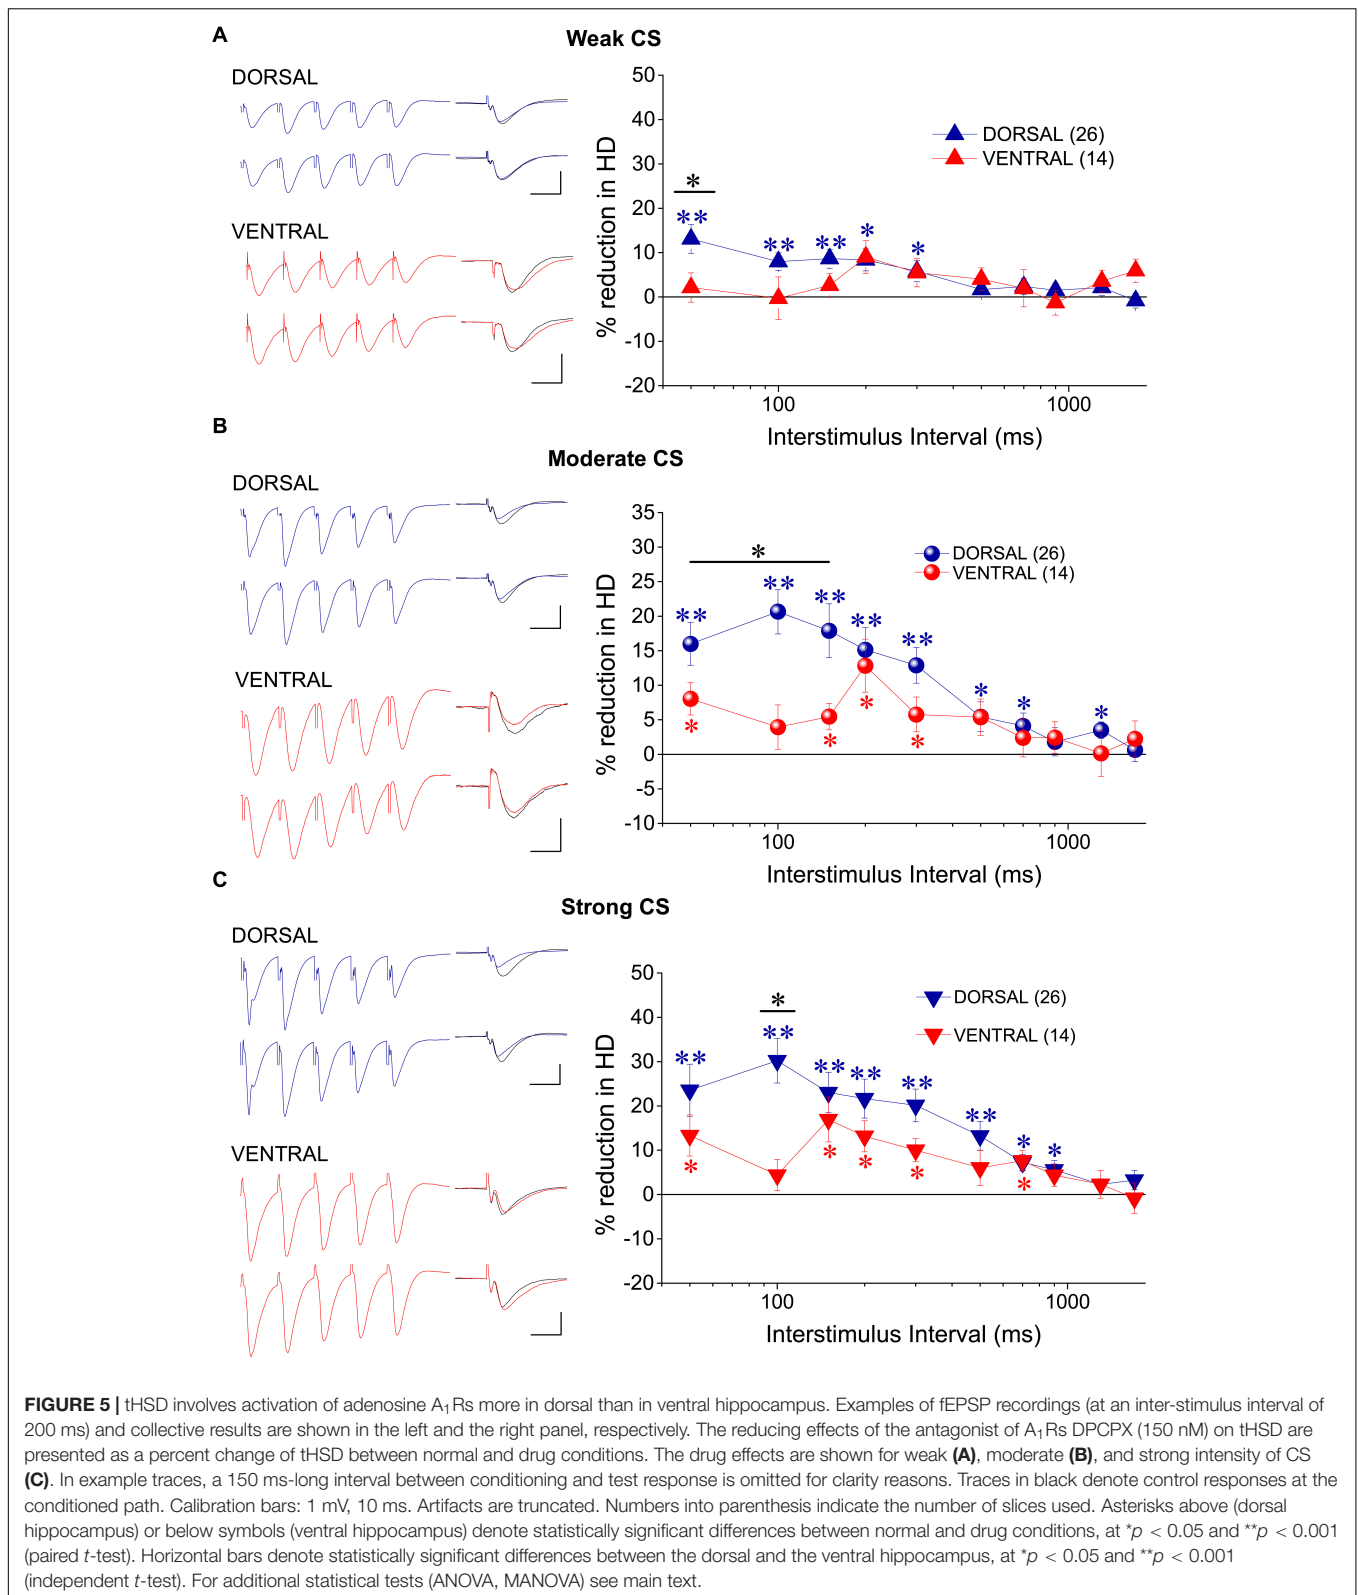 A
Weak CS
DORSAL
VENTRAL
% reduction in HD
50
40
30
20
10
0
-10
-20
DORSAL (26)
VENTRAL (14)
*
** ** ** * *
100 1000
Interstimulus Interval (ms)
B
Moderate CS
DORSAL
VENTRAL
% reduction in HD
35
30
25
20
15
10
5
0
-5
-10
DORSAL (26)
VENTRAL (14)
*
** ** ** ** ** * * *
* * * *
100 1000
Interstimulus Interval (ms)
C
Strong CS
DORSAL
VENTRAL
% reduction in HD
50
40
30
20
10
0
-10
-20
DORSAL (26)
VENTRAL (14)
*
** ** ** ** ** ** * *
* * * * *
100 1000
Interstimulus Interval (ms)
FIGURE 5 | tHSD involves activation of adenosine A₁Rs more in dorsal than in ventral hippocampus. Examples of fEPSP recordings (at an inter-stimulus interval of
200 ms) and collective results are shown in the left and the right panel, respectively. The reducing effects of the antagonist of A₁Rs DPCPX (150 nM) on tHSD are
presented as a percent change of tHSD between normal and drug conditions. The drug effects are shown for weak (A), moderate (B), and strong intensity of CS
(C). In example traces, a 150 ms-long interval between conditioning and test response is omitted for clarity reasons. Traces in black denote control responses at the
conditioned path. Calibration bars: 1 mV, 10 ms. Artifacts are truncated. Numbers into parenthesis indicate the number of slices used. Asterisks above (dorsal
hippocampus) or below symbols (ventral hippocampus) denote statistically significant differences between normal and drug conditions, at *p < 0.05 and **p < 0.001
(paired t-test). Horizontal bars denote statistically significant differences between the dorsal and the ventral hippocampus, at *p < 0.05 and **p < 0.001
(independent t-test). For additional statistical tests (ANOVA, MANOVA) see main text.